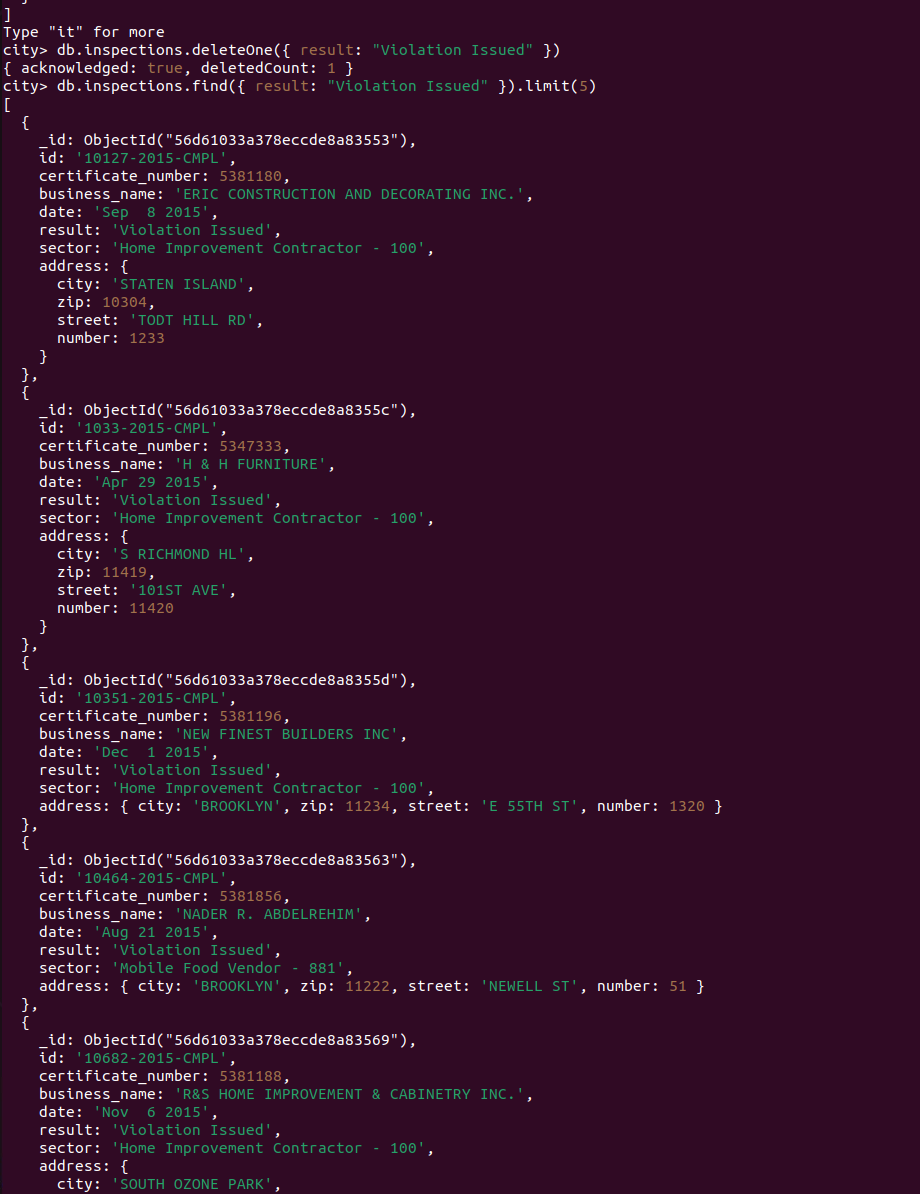 ]
Type "it" for more
city> db.inspections.deleteOne({ result: "Violation Issued" })
{ acknowledged: true, deletedCount: 1 }
city> db.inspections.find({ result: "Violation Issued" }).limit(5)
[
  {
    _id: ObjectId("56d61033a378eccde8a83553"),
    id: '10127-2015-CMPL',
    certificate_number: 5381180,
    business_name: 'ERIC CONSTRUCTION AND DECORATING INC.',
    date: 'Sep  8 2015',
    result: 'Violation Issued',
    sector: 'Home Improvement Contractor - 100',
    address: {
      city: 'STATEN ISLAND',
      zip: 10304,
      street: 'TODT HILL RD',
      number: 1233
    }
  },
  {
    _id: ObjectId("56d61033a378eccde8a8355c"),
    id: '1033-2015-CMPL',
    certificate_number: 5347333,
    business_name: 'H & H FURNITURE',
    date: 'Apr 29 2015',
    result: 'Violation Issued',
    sector: 'Home Improvement Contractor - 100',
    address: {
      city: 'S RICHMOND HL',
      zip: 11419,
      street: '101ST AVE',
      number: 11420
    }
  },
  {
    _id: ObjectId("56d61033a378eccde8a8355d"),
    id: '10351-2015-CMPL',
    certificate_number: 5381196,
    business_name: 'NEW FINEST BUILDERS INC',
    date: 'Dec  1 2015',
    result: 'Violation Issued',
    sector: 'Home Improvement Contractor - 100',
    address: { city: 'BROOKLYN', zip: 11234, street: 'E 55TH ST', number: 1320 }
  },
  {
    _id: ObjectId("56d61033a378eccde8a83563"),
    id: '10464-2015-CMPL',
    certificate_number: 5381856,
    business_name: 'NADER R. ABDELREHIM',
    date: 'Aug 21 2015',
    result: 'Violation Issued',
    sector: 'Mobile Food Vendor - 881',
    address: { city: 'BROOKLYN', zip: 11222, street: 'NEWELL ST', number: 51 }
  },
  {
    _id: ObjectId("56d61033a378eccde8a83569"),
    id: '10682-2015-CMPL',
    certificate_number: 5381188,
    business_name: 'R&S HOME IMPROVEMENT & CABINETRY INC.',
    date: 'Nov  6 2015',
    result: 'Violation Issued',
    sector: 'Home Improvement Contractor - 100',
    address: {
      city: 'SOUTH OZONE PARK',